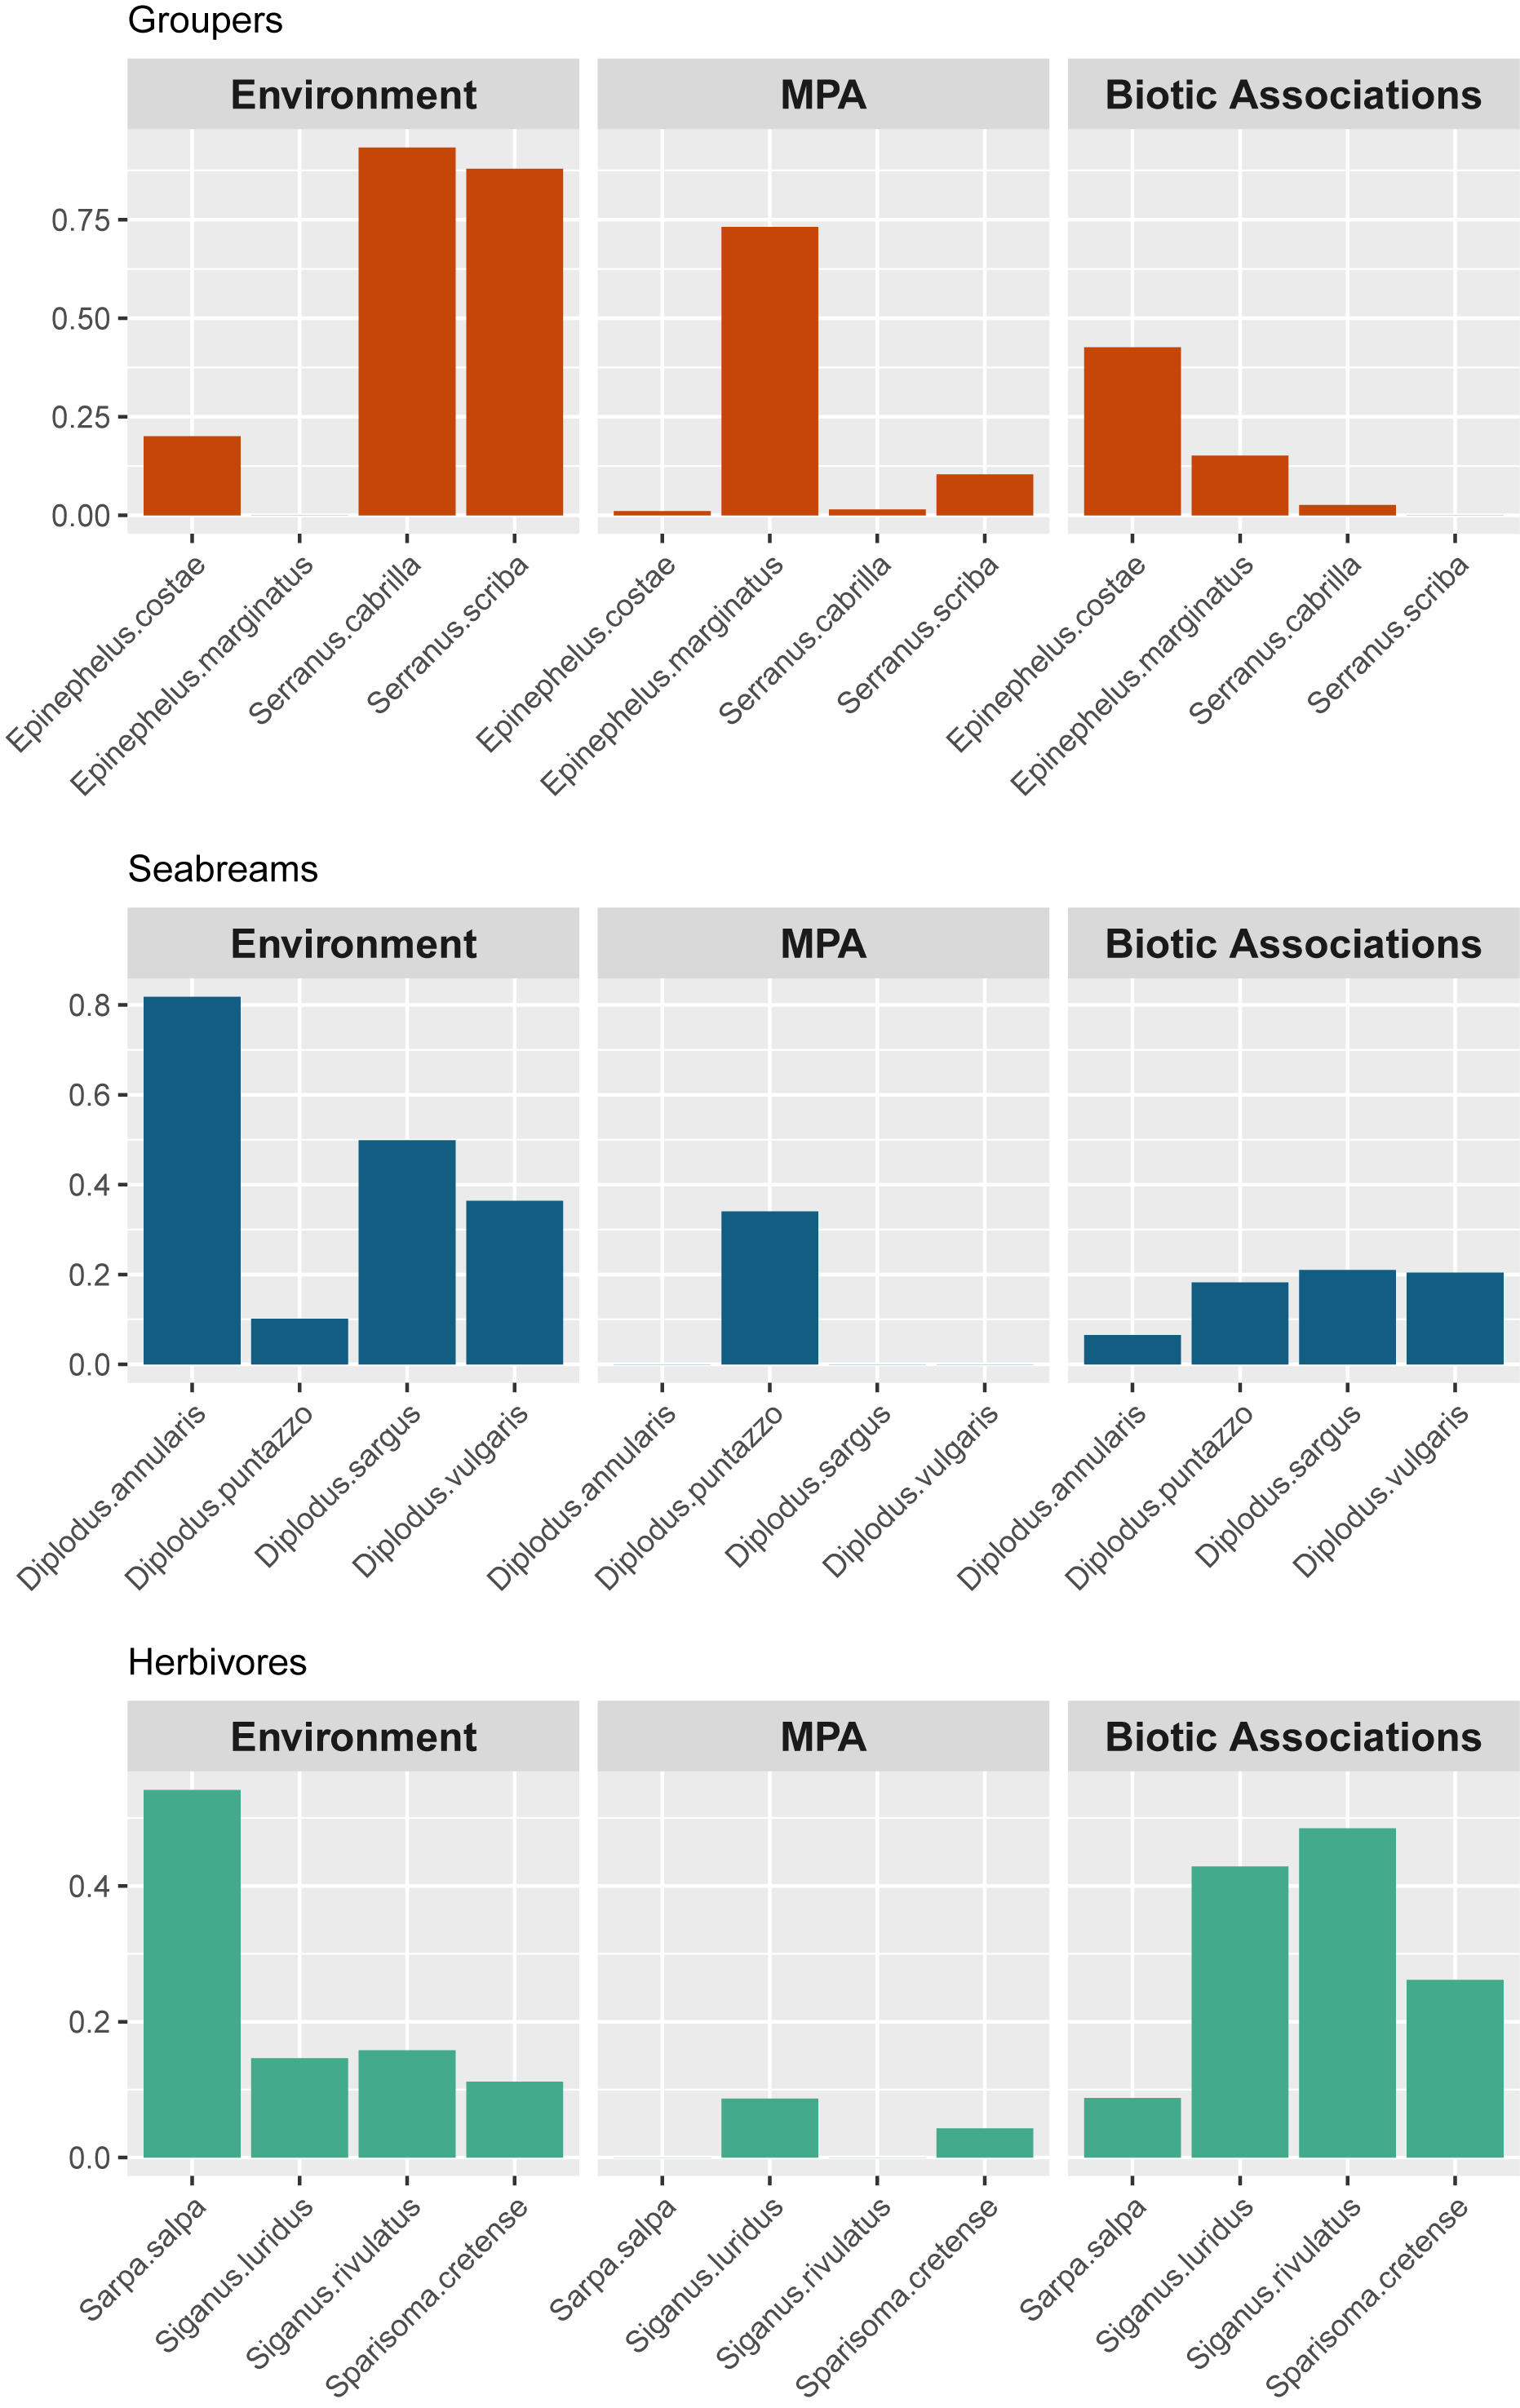 Groupers
Environment MPA Biotic Associations
0.75
0.50
0.25
0.00
Epinephelus.costae Epinephelus.marginatus Serranus.cabrilla Serranus.scriba Epinephelus.costae Epinephelus.marginatus Serranus.cabrilla Serranus.scriba Epinephelus.costae Epinephelus.marginatus Serranus.cabrilla Serranus.scriba
Seabreams
Environment MPA Biotic Associations
0.8
0.6
0.4
0.2
0.0
Diplodus.annularis Diplodus.puntazzo Diplodus.sargus Diplodus.vulgaris Diplodus.annularis Diplodus.puntazzo Diplodus.sargus Diplodus.vulgaris Diplodus.annularis Diplodus.puntazzo Diplodus.sargus Diplodus.vulgaris
Herbivores
Environment MPA Biotic Associations
0.4
0.2
0.0
Sarpa.salpa Siganus.luridus Siganus.rivulatus Sparisoma.cretense Sarpa.salpa Siganus.luridus Siganus.rivulatus Sparisoma.cretense Sarpa.salpa Siganus.luridus Siganus.rivulatus Sparisoma.cretense